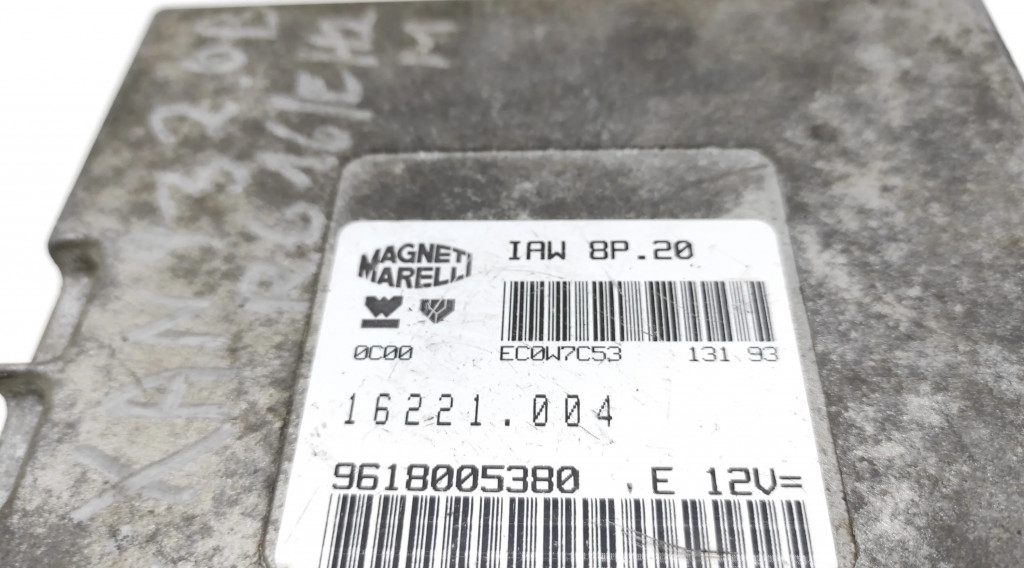 MAGNETI
MARELLI
IAW 8P.20
0C00
EC0W7C53
131 93
16221.004
9618005380 . E 12V=